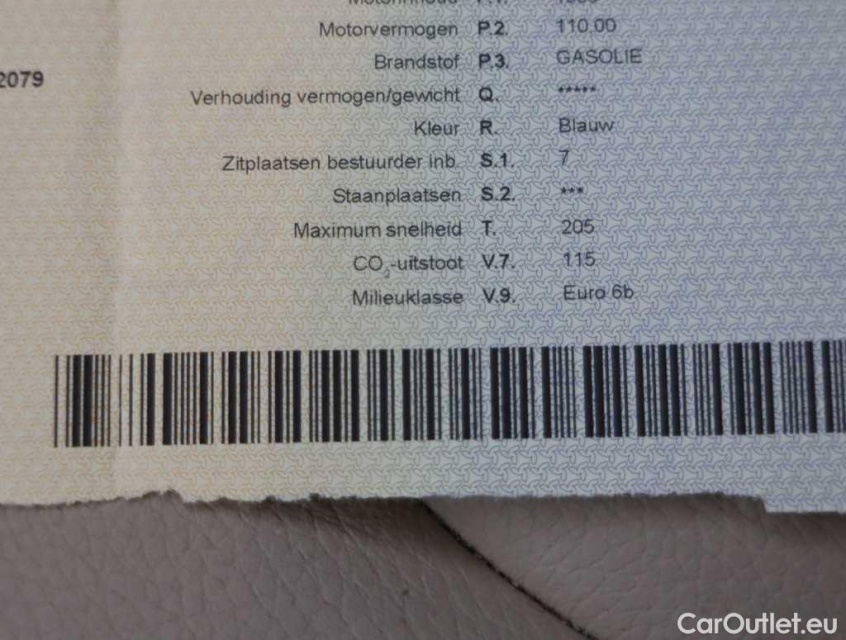 2079
Motorvermogen P.2. 110.00
Brandstof P.3. GASOLIE
Verhouding vermogen/gewicht Q. *****
Kleur R. Blauw
Zitplaatsen bestuurder inb. S.1. 7
Staanplaatsen S.2. ***
Maximum snelheid T. 205
CO₂-uitstoot V.7. 115
Milieuklasse V.9. Euro 6b
CarOutlet.eu